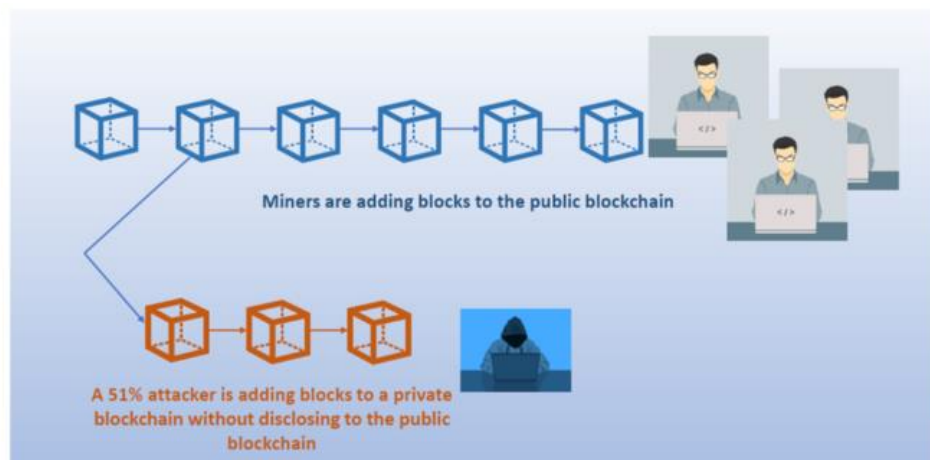 </>
</>
Miners are adding blocks to the public blockchain
A 51% attacker is adding blocks to a private
blockchain without disclosing to the public
blockchain